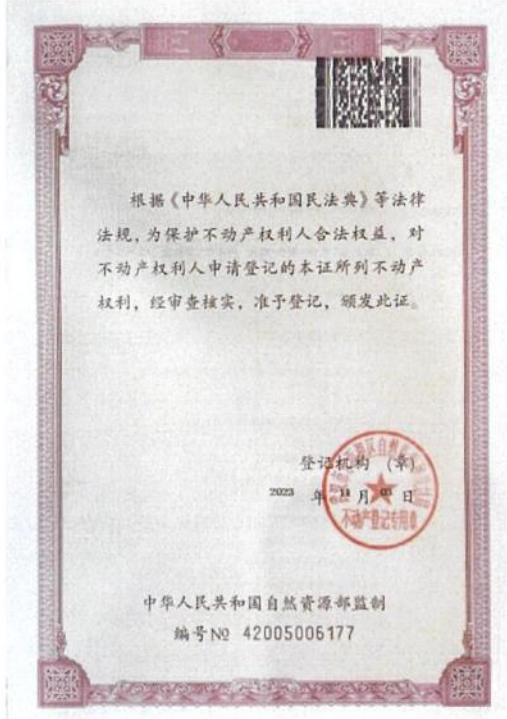 根据《中华人民共和国民法典》等法律
法规，为保护不动产权利人合法权益，对
不动产权利人申请登记的本证所列不动产
权利，经审查核实，准予登记，颁发此证。
登记机构（章）
2023 年 月 日
不动产登记专用章
中华人民共和国自然资源部监制
编号№ 42005006177